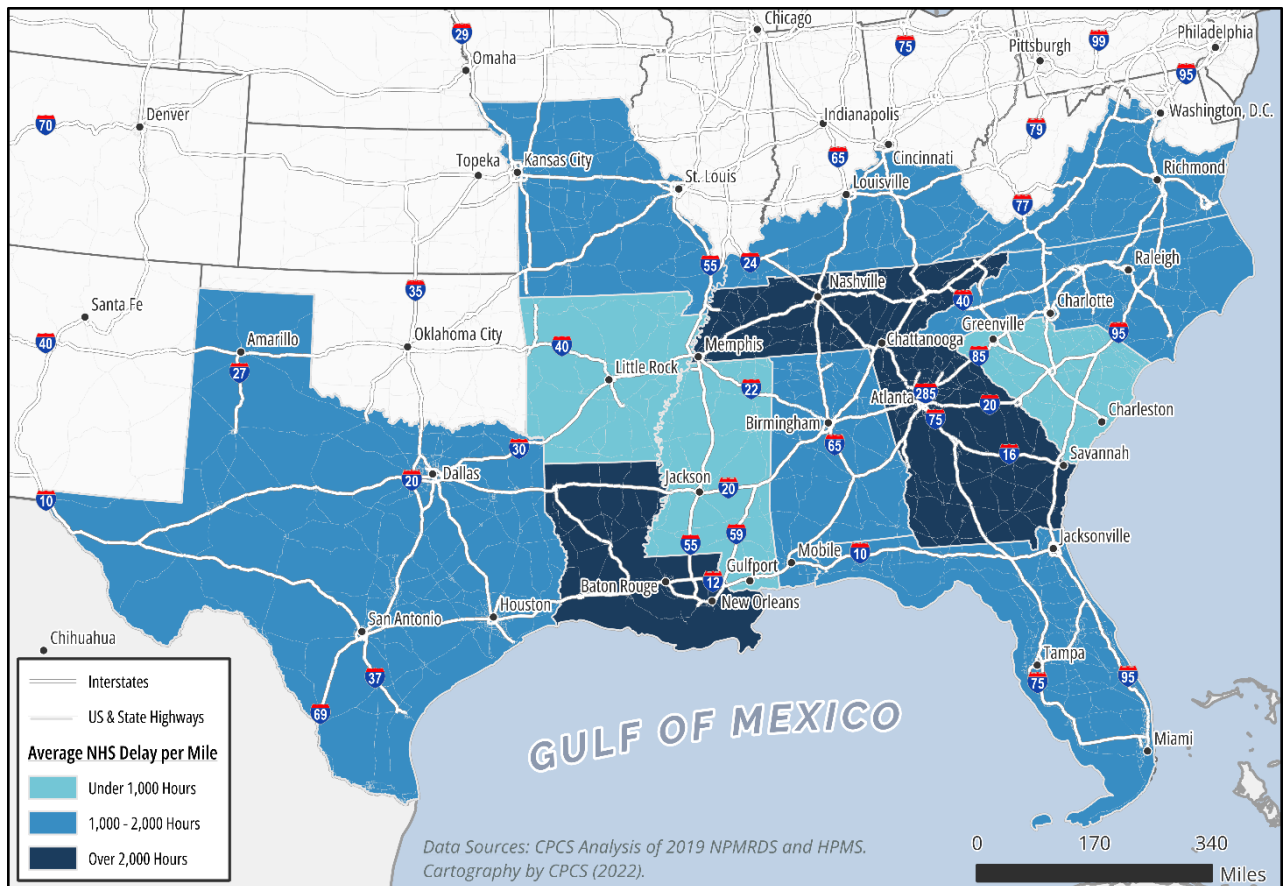 Chicago
29
75
99
Philadelphia
Pittsburgh
Omaha
95
Denver
70
Indianapolis
Washington, D.C.
79
65
Cincinnati
Topeka
Kansas City
St. Louis
Louisville
Richmond
77
55
24
Raleigh
35
Santa Fe
Nashville
40
Charlotte
40
Oklahoma City
Amarillo
40
Memphis
Chattanooga
Greenville
95
85
27
Little Rock
22
285
Atlanta
75
20
Charleston
Birmingham
65
30
16
Savannah
Dallas
20
Jackson
20
10
59
55
Mobile
10
Jacksonville
Gulfport
12
Baton Rouge
New Orleans
Houston
San Antonio
Chihuahua
37
69
Tampa
75
95
Miami
GULF OF MEXICO
Interstates
US & State Highways
Average NHS Delay per Mile
Under 1,000 Hours
1,000 - 2,000 Hours
Over 2,000 Hours
Data Sources: CPCS Analysis of 2019 NPMRDS and HPMS.
Cartography by CPCS (2022).
0 170 340
Miles